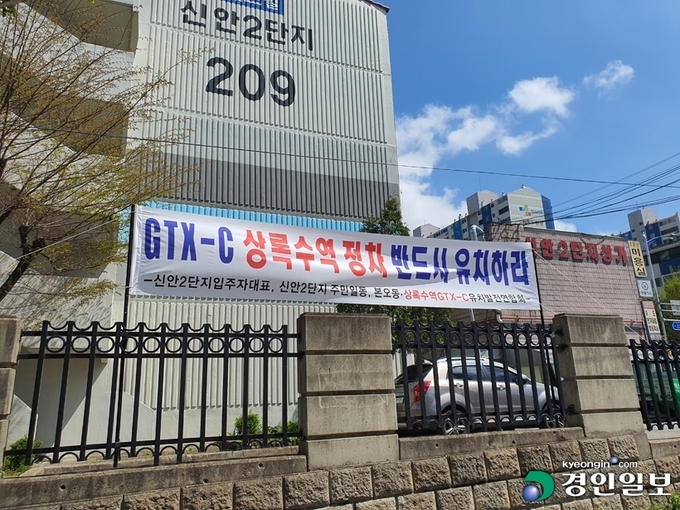 신안2단지
209
GTX-C 상록수역 정차 반드시 유치하라
-신안2단지입주자대표, 신안2단지 주민일동, 본오동·상록수역GTX-C유치발전연합회
신안2단지상가
kyeongin.com
경인일보